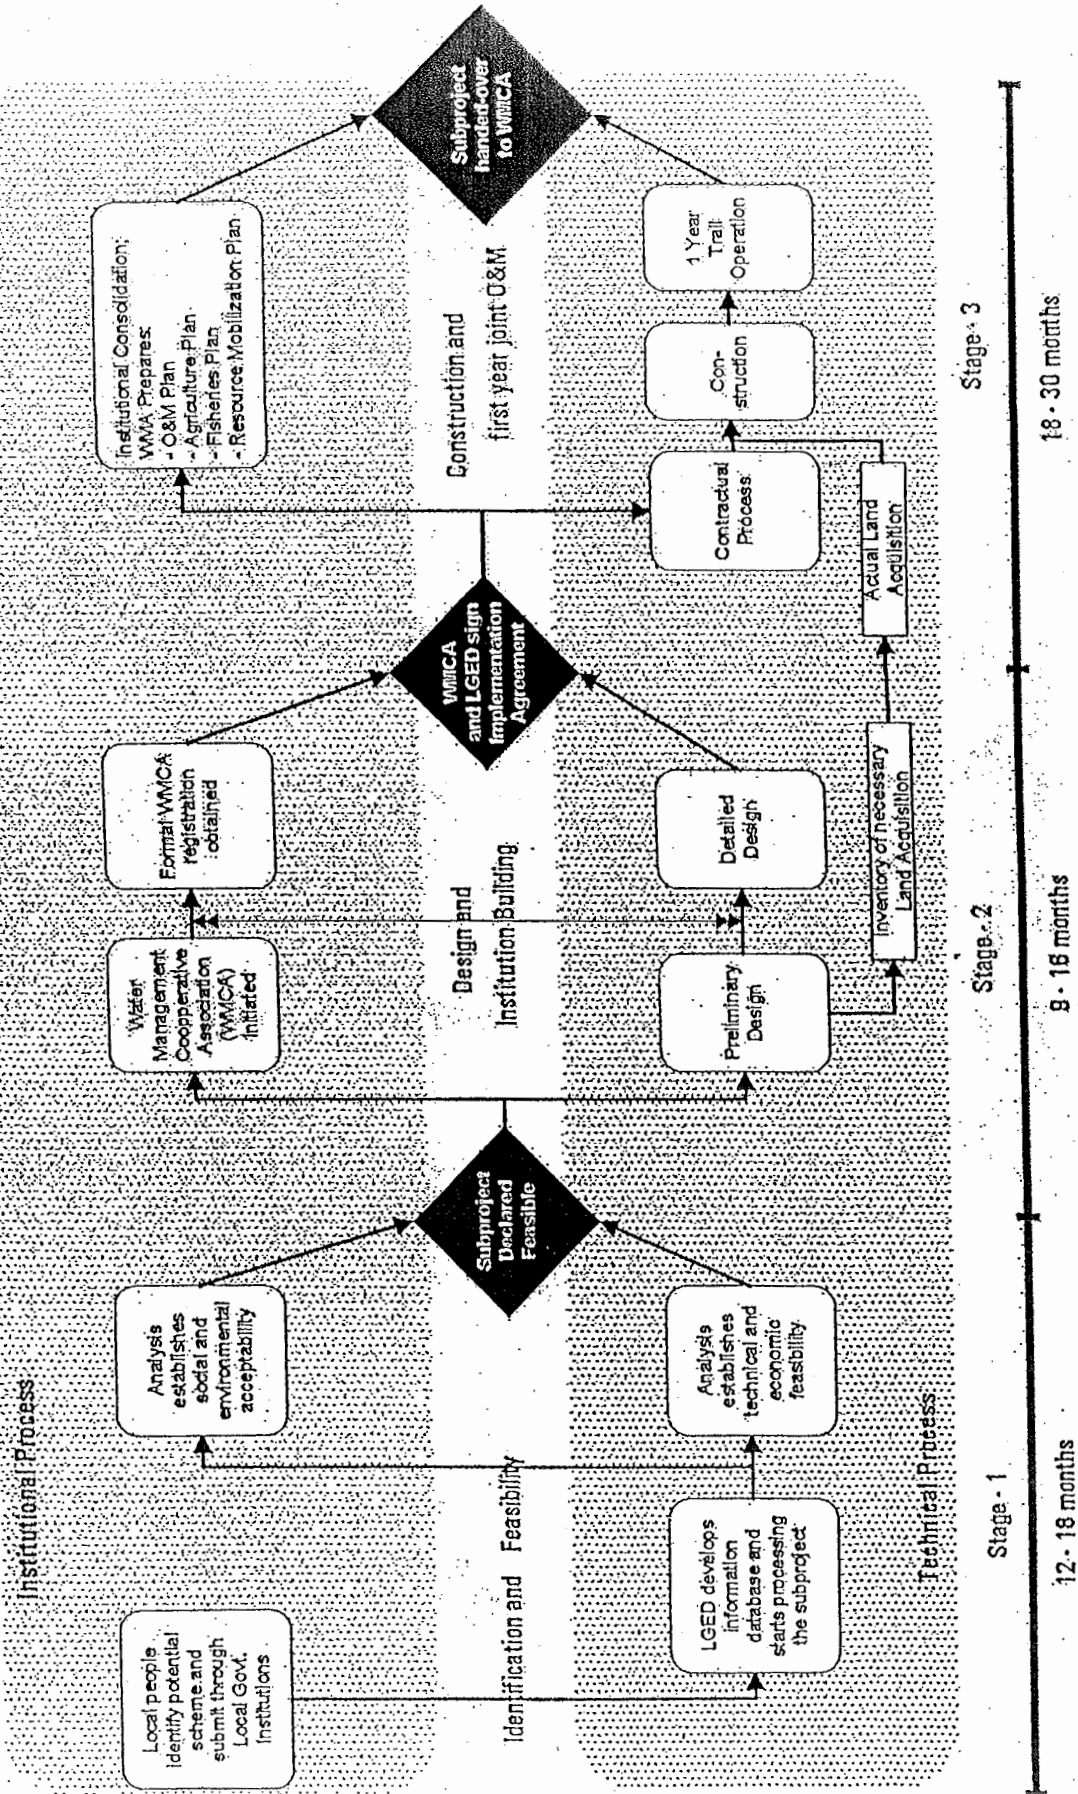 Institutional Process
Local people
identify potential
scheme and
submit through
Local Govt.
Institutions
Analysis
establishes
social and
environmental
acceptability
Water
Management
Coopperative
Association
(WMCA)
Initiated
Formal WMCA
registration
obtained
Institutional Consolidation;
WMA Prepares:
- O&M Plan
- Agriculture Plan
- Fisheries Plan
- Resource Mobilization Plan
Identification and Feasibility
Subproject
Declared
Feasible
Design and
Institution Building
WMCA
and LGED sign
Implementation
Agreement
Construction and
first year joint O&M
Subproject
handed-over
to WMCA
LGED develops
information
database and
starts processing
the subproject
Analysis
establishes
technical and
economic
feasibility.
Preliminary
Design
Detailed
Design
Contractual
Process
Con-
struction
1 Year
Trail
Operation
Inventory of necessary
Land Acquisition
Actual Land
Acquisition
Technical Process
Stage - 1
Stage - 2
Stage - 3
12 - 18 months
9 - 16 months
18 - 30 months